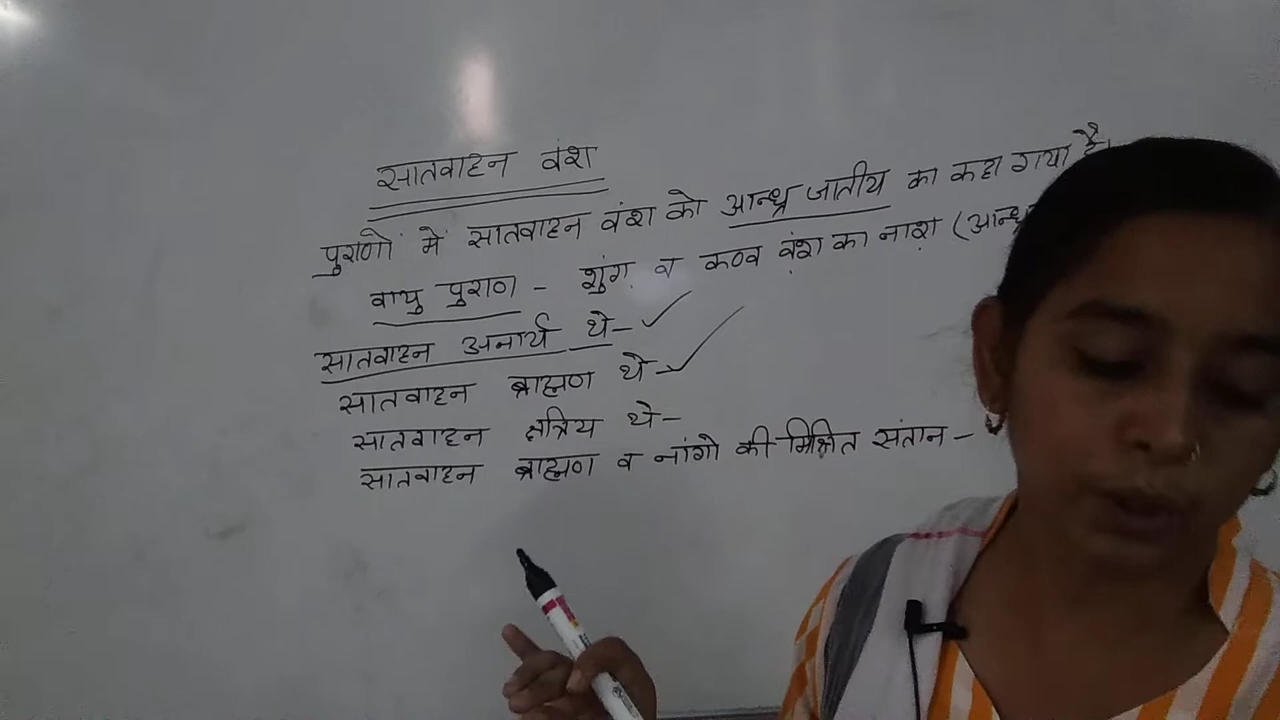 सातवाहन वंश
पुराणों में सातवाहन वंश को आन्ध्र जातीय का कहा गया है।
वायु पुराण - शुंग व कण्व वंश का नाश (आन्ध्र
सातवाहन अनार्य थे-
सातवाहन ब्राह्मण थे-
सातवाहन क्षत्रिय थे-
सातवाहन ब्राह्मण व नांगो की मिश्रित संतान-